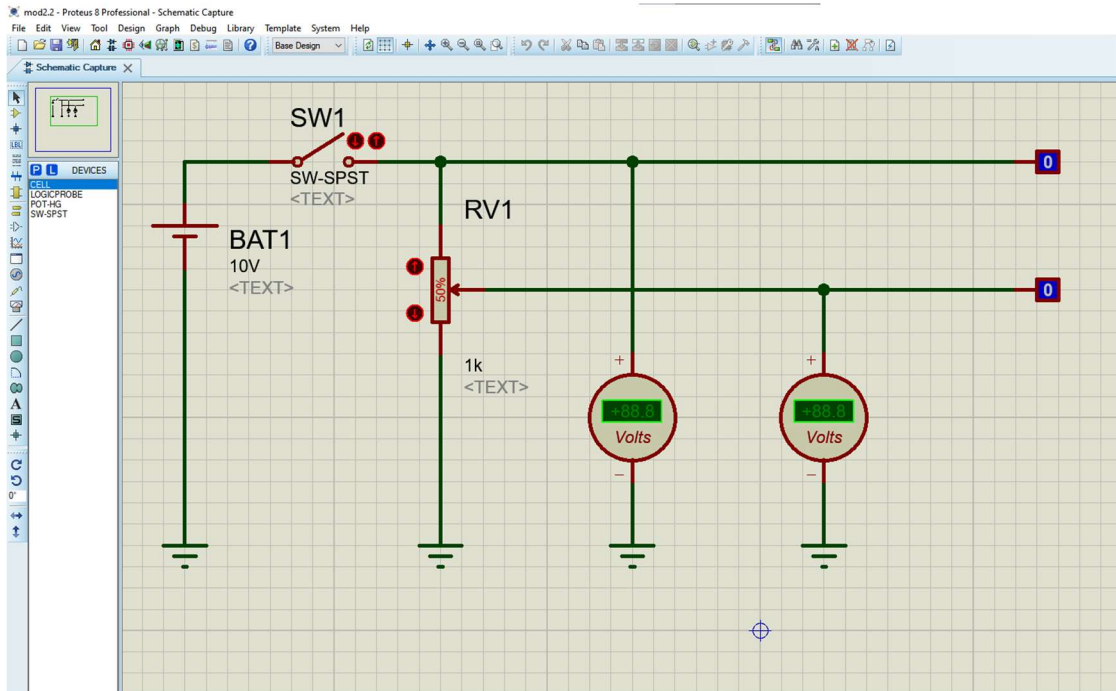 mod2.2 - Proteus 8 Professional - Schematic Capture
File Edit View Tool Design Graph Debug Library Template System Help
Base Design
Schematic Capture
P L DEVICES
CELL
LOGICPROBE
POT-HG
SW-SPST
LBL
A
S
0°
SW1
SW-SPST
<TEXT>
0
RV1
BAT1
10V
<TEXT>
50%
0
1k
<TEXT>
+88.8
Volts
+88.8
Volts